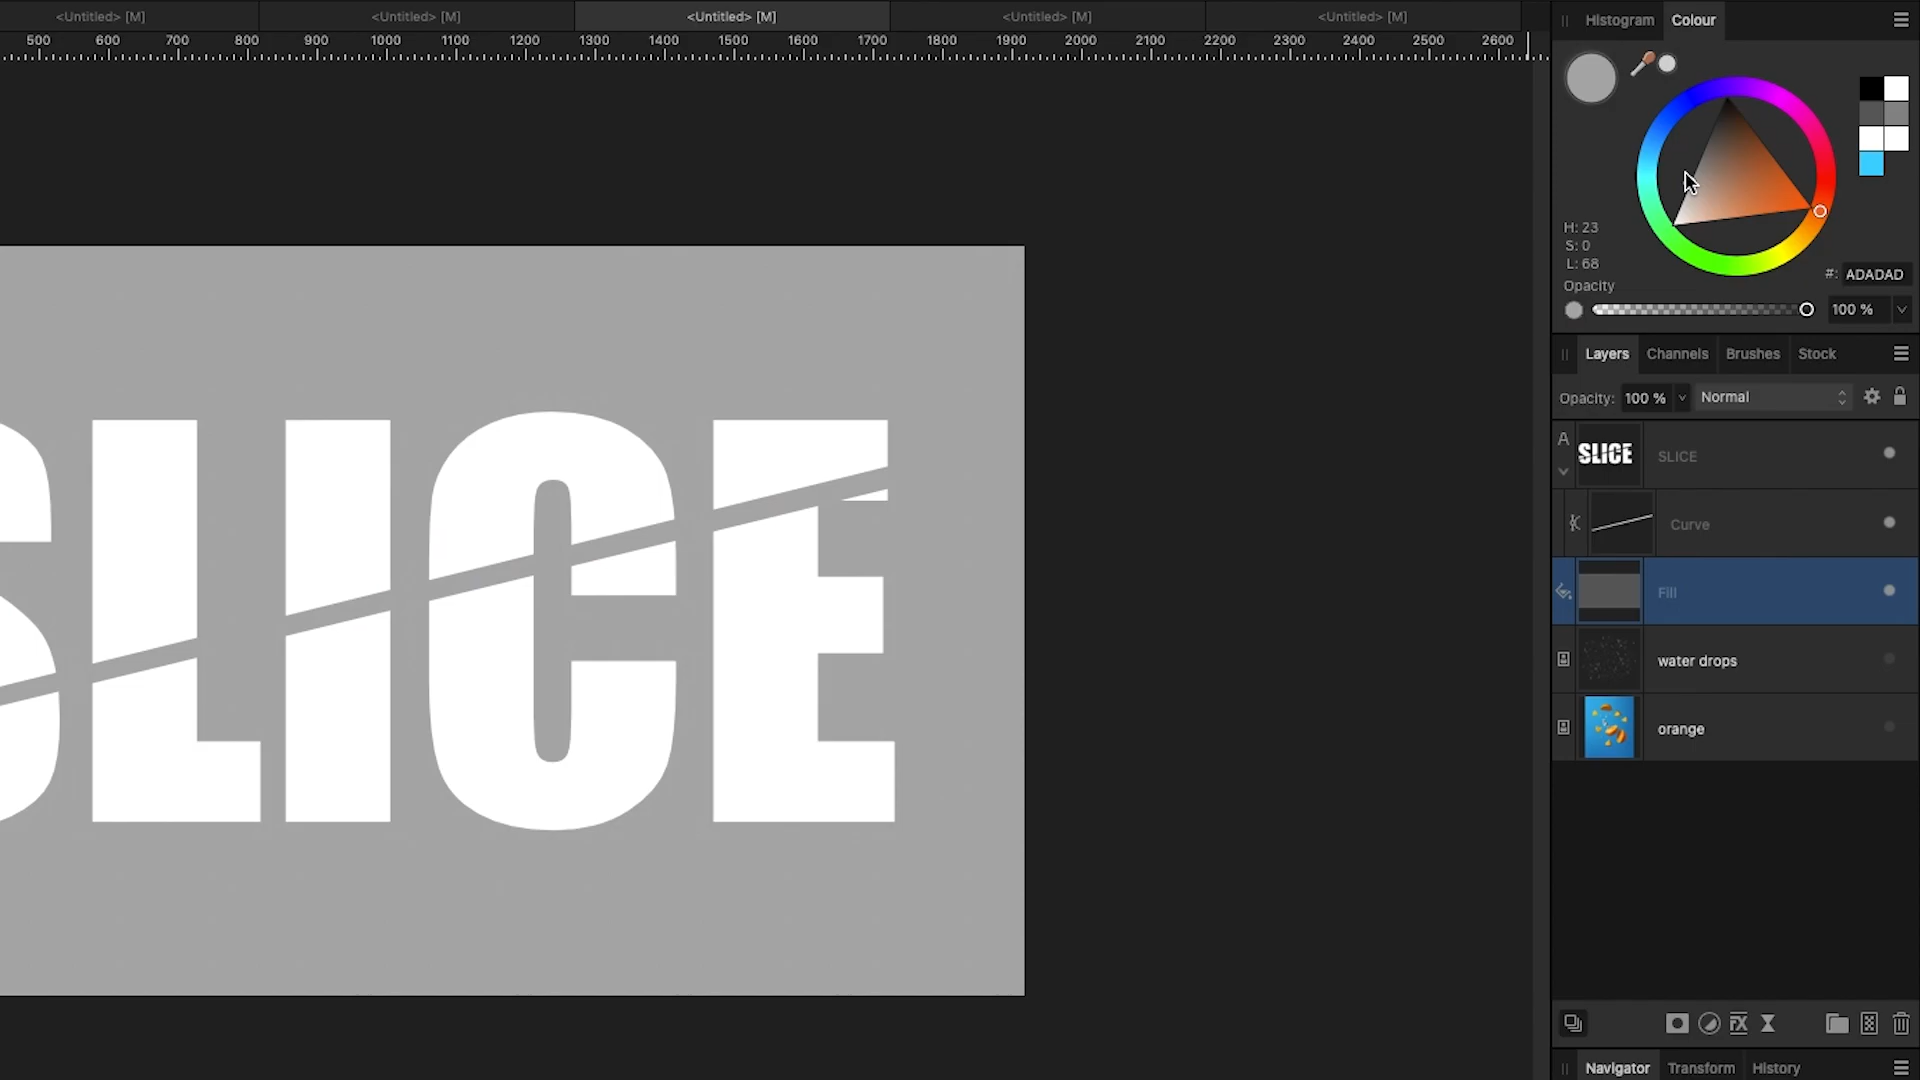 <Untitled> [M] <Untitled> [M] <Untitled> [M] <Untitled> [M] <Untitled> [M]
500 600 700 800 900 1000 1100 1200 1300 1400 1500 1600 1700 1800 1900 2000 2100 2200 2300 2400 2500 2600
SLICE
Histogram Colour
H: 23
S: 0
L: 68
#: ADADAD
Opacity
100 %
Layers Channels Brushes Stock
Opacity: 100 % Normal
A SLICE SLICE
Curve
Fill
water drops
orange
FX
Navigator Transform History